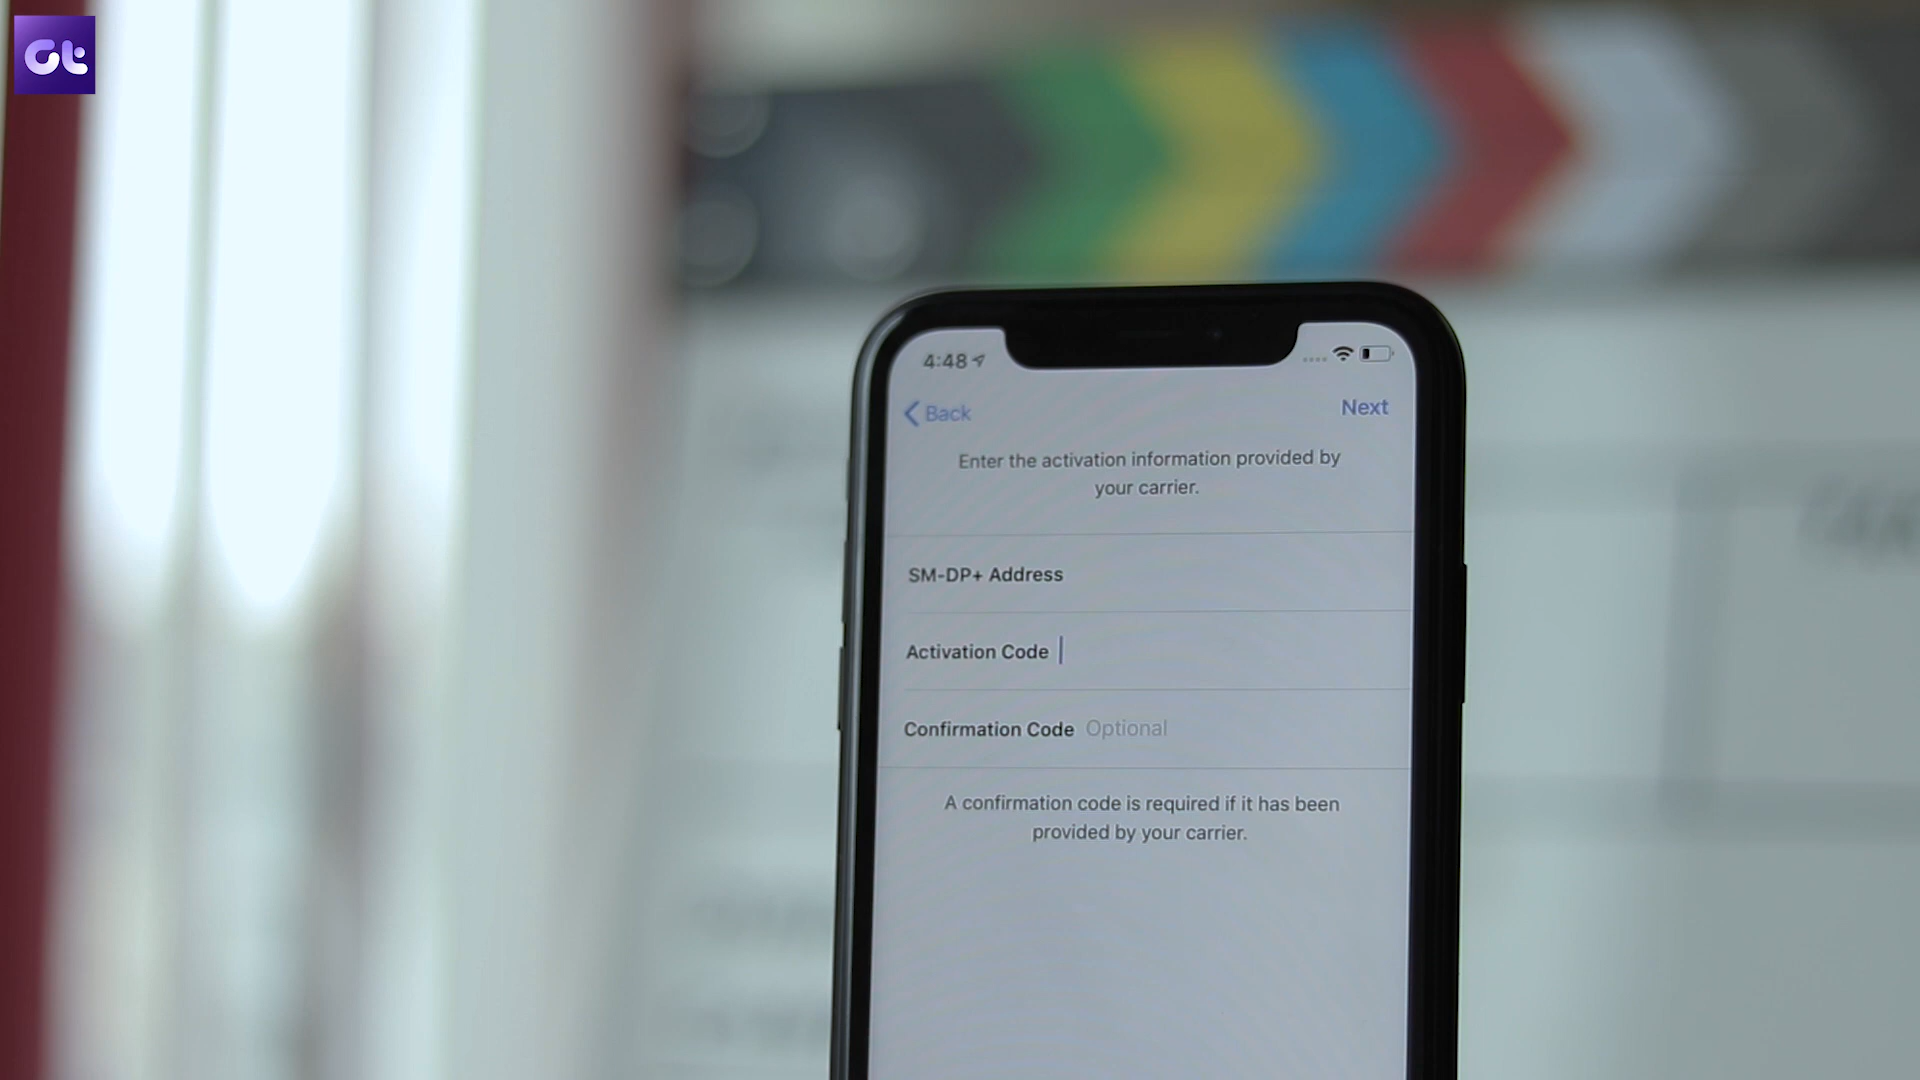 Gt
4:48
Back
Next
Enter the activation information provided by
your carrier.
SM-DP+ Address
Activation Code
Confirmation Code Optional
A confirmation code is required if it has been
provided by your carrier.